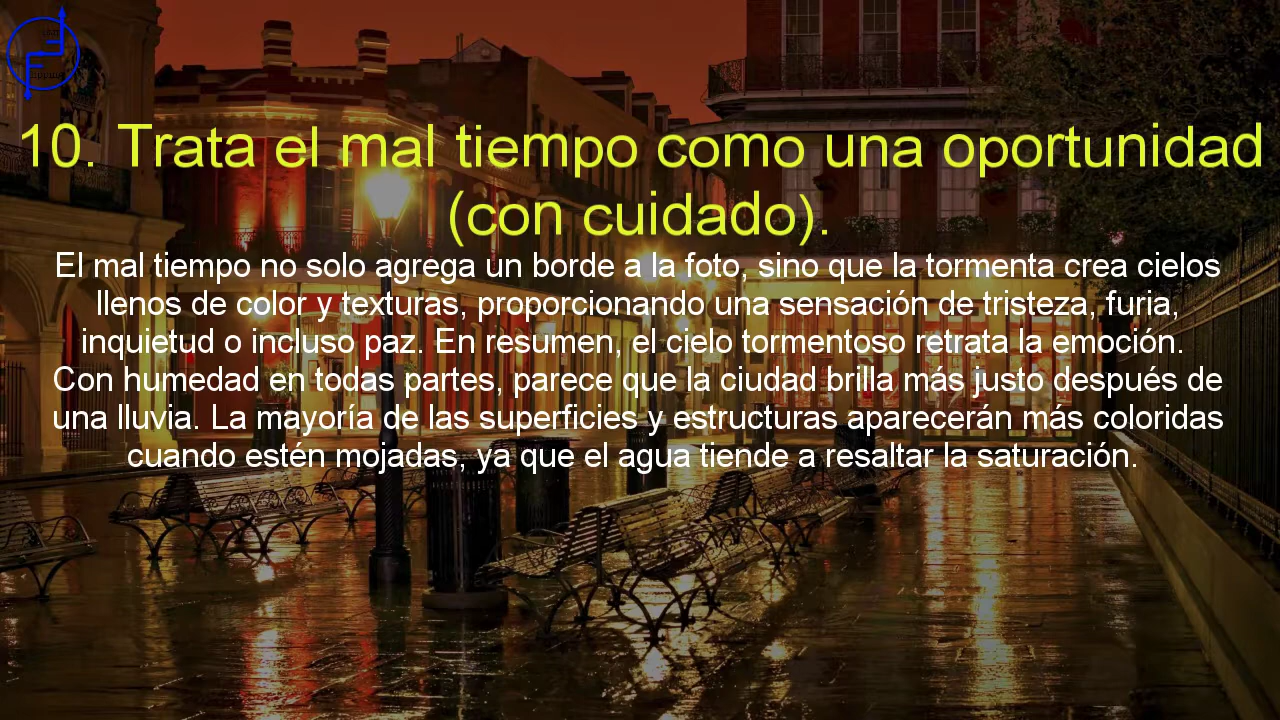 10. Trata el mal tiempo como una oportunidad
(con cuidado).
El mal tiempo no solo agrega un borde a la foto, sino que la tormenta crea cielos
llenos de color y texturas, proporcionando una sensación de tristeza, furia,
inquietud o incluso paz. En resumen, el cielo tormentoso retrata la emoción.
Con humedad en todas partes, parece que la ciudad brilla más justo después de
una lluvia. La mayoría de las superficies y estructuras aparecerán más coloridas
cuando estén mojadas, ya que el agua tiende a resaltar la saturación.